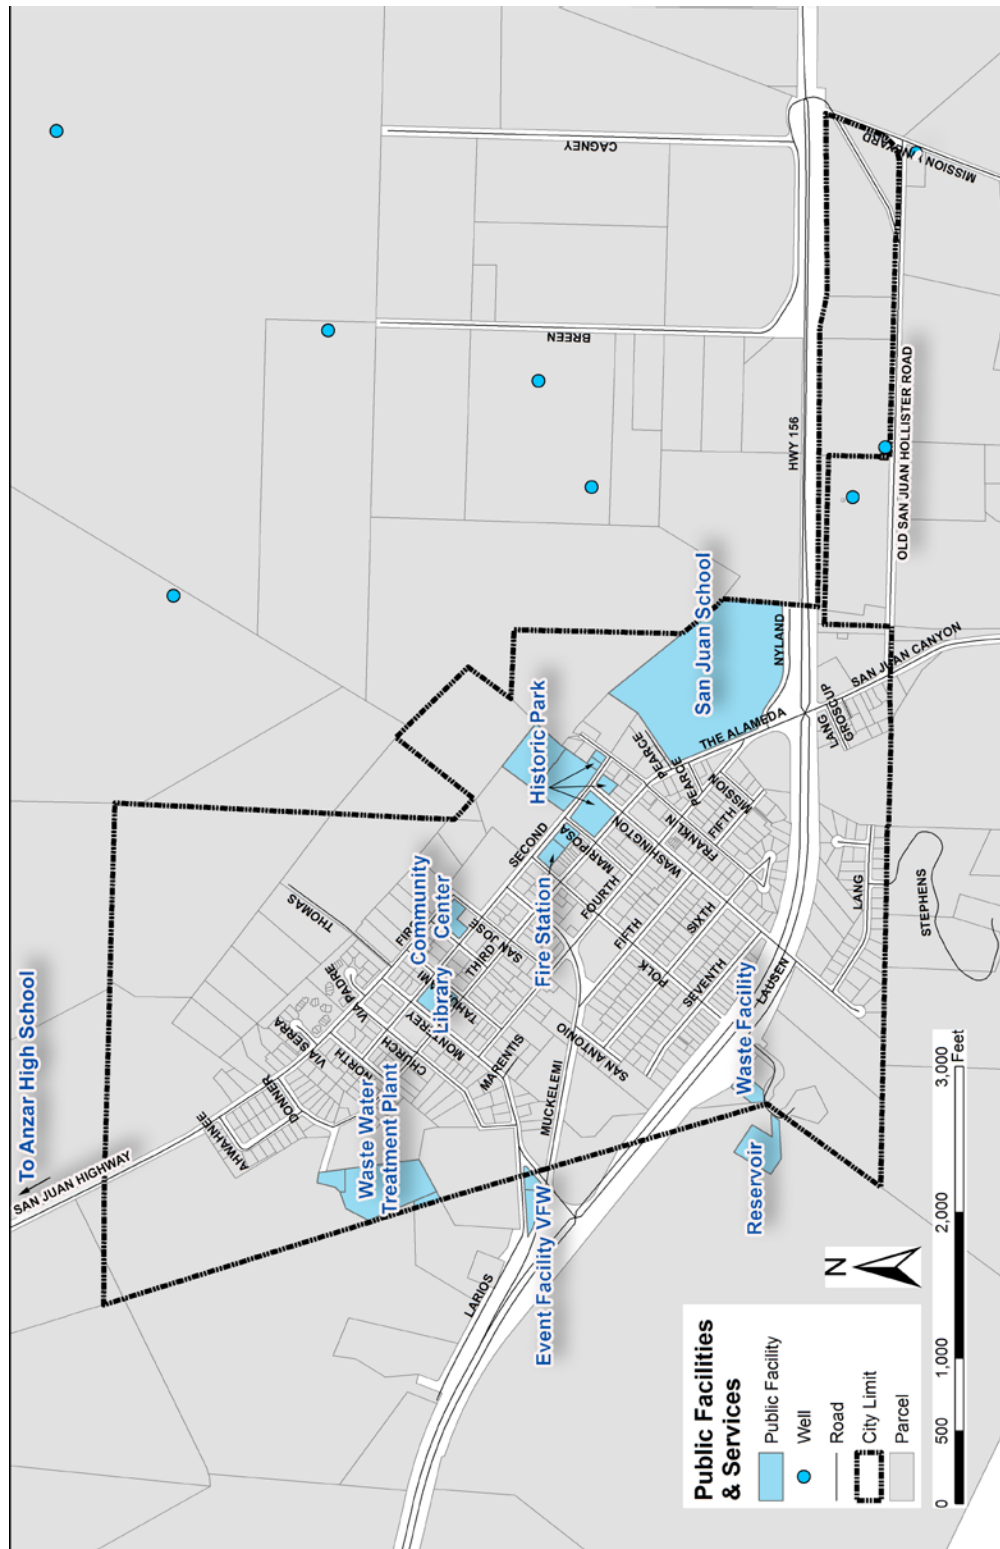 To Anzar High School
SAN JUAN HIGHWAY
AHWAHNEE
DONNER
VIA SERRA
VIA PADRE
NORTH
CHURCH
MONTEREY
THOMAS
Waste Water
Treatment Plant
Library
Community
Center
THIRD
SAN JOSE
SECOND
MARENTIS
MUCKELEMI
LARIOS
Event Facility VFW
Fire Station
MARIPOSA
Historic Park
WASHINGTON
FRANKLIN
FOURTH
FIFTH
POLK
SIXTH
SEVENTH
SAN ANTONIO
PEARCE
PEARCE
MISSION
FIFTH
THE ALAMEDA
San Juan School
NYLAND
BREEN
CAGNEY
HWY 156
MISSION VINEYARD
OLD SAN JUAN HOLLISTER ROAD
SAN JUAN CANYON
LANG
GROSCUP
LANG
STEPHENS
LAUSEN
Waste Facility
Reservoir
N
Public Facilities
& Services
Public Facility
Well
Road
City Limit
Parcel
0 500 1,000 2,000 3,000
Feet